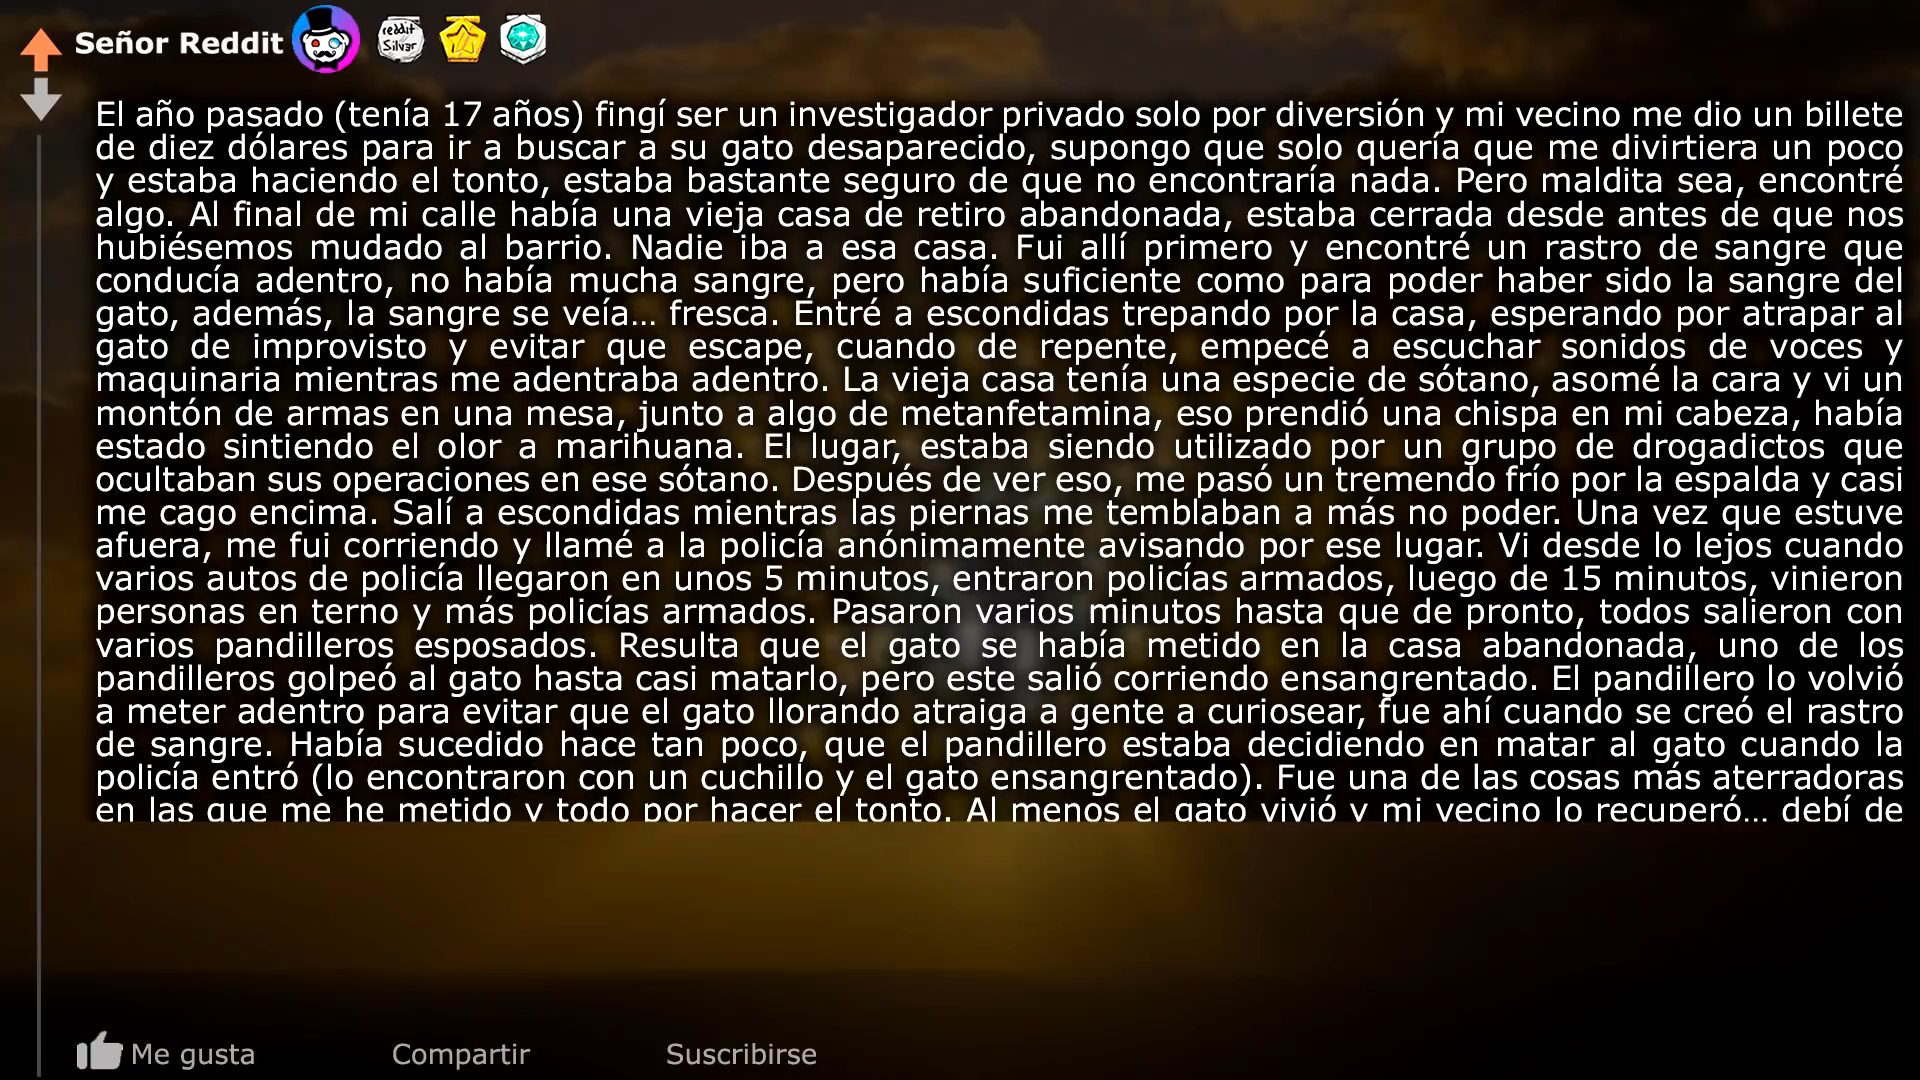 Señor Reddit
reddit
Silver
El año pasado (tenía 17 años) fingí ser un investigador privado solo por diversión y mi vecino me dio un billete
de diez dólares para ir a buscar a su gato desaparecido, supongo que solo quería que me divirtiera un poco
y estaba haciendo el tonto, estaba bastante seguro de que no encontraría nada. Pero maldita sea, encontré
algo. Al final de mi calle había una vieja casa de retiro abandonada, estaba cerrada desde antes de que nos
hubiésemos mudado al barrio. Nadie iba a esa casa. Fui allí primero y encontré un rastro de sangre que
conducía adentro, no había mucha sangre, pero había suficiente como para poder haber sido la sangre del
gato, además, la sangre se veía... fresca. Entré a escondidas trepando por la casa, esperando por atrapar al
gato de improvisto y evitar que escape, cuando de repente, empecé a escuchar sonidos de voces y
maquinaria mientras me adentraba adentro. La vieja casa tenía una especie de sótano, asomé la cara y vi un
montón de armas en una mesa, junto a algo de metanfetamina, eso prendió una chispa en mi cabeza, había
estado sintiendo el olor a marihuana. El lugar, estaba siendo utilizado por un grupo de drogadictos que
ocultaban sus operaciones en ese sótano. Después de ver eso, me pasó un tremendo frío por la espalda y casi
me cago encima. Salí a escondidas mientras las piernas me temblaban a más no poder. Una vez que estuve
afuera, me fui corriendo y llamé a la policía anónimamente avisando por ese lugar. Vi desde lo lejos cuando
varios autos de policía llegaron en unos 5 minutos, entraron policías armados, luego de 15 minutos, vinieron
personas en terno y más policías armados. Pasaron varios minutos hasta que de pronto, todos salieron con
varios pandilleros esposados. Resulta que el gato se había metido en la casa abandonada, uno de los
pandilleros golpeó al gato hasta casi matarlo, pero este salió corriendo ensangrentado. El pandillero lo volvió
a meter adentro para evitar que el gato llorando atraiga a gente a curiosear, fue ahí cuando se creó el rastro
de sangre. Había sucedido hace tan poco, que el pandillero estaba decidiendo en matar al gato cuando la
policía entró (lo encontraron con un cuchillo y el gato ensangrentado). Fue una de las cosas más aterradoras
en las que me he metido y todo por hacer el tonto. Al menos el gato vivió y mi vecino lo recuperó... debí de
Me gusta
Compartir
Suscribirse